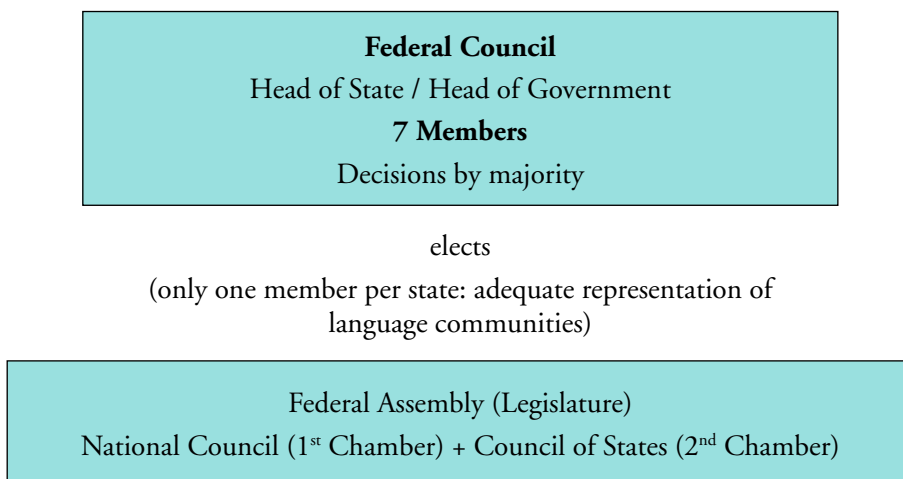 Federal Council
Head of State / Head of Government
7 Members
Decisions by majority
elects
(only one member per state: adequate representation of
language communities)
Federal Assembly (Legislature)
National Council (1st Chamber) + Council of States (2nd Chamber)